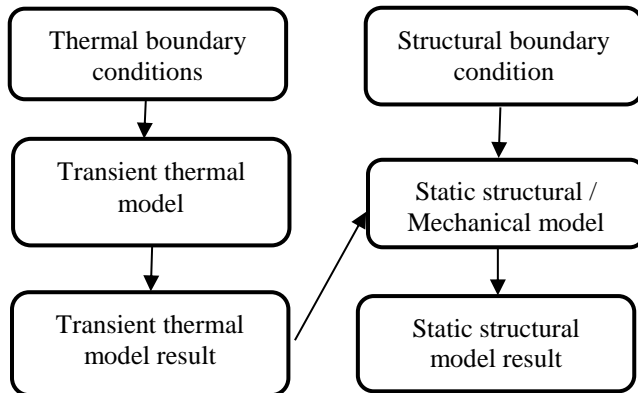 Thermal boundary
conditions
Transient thermal
model
Transient thermal
model result
Structural boundary
condition
Static structural /
Mechanical model
Static structural
model result